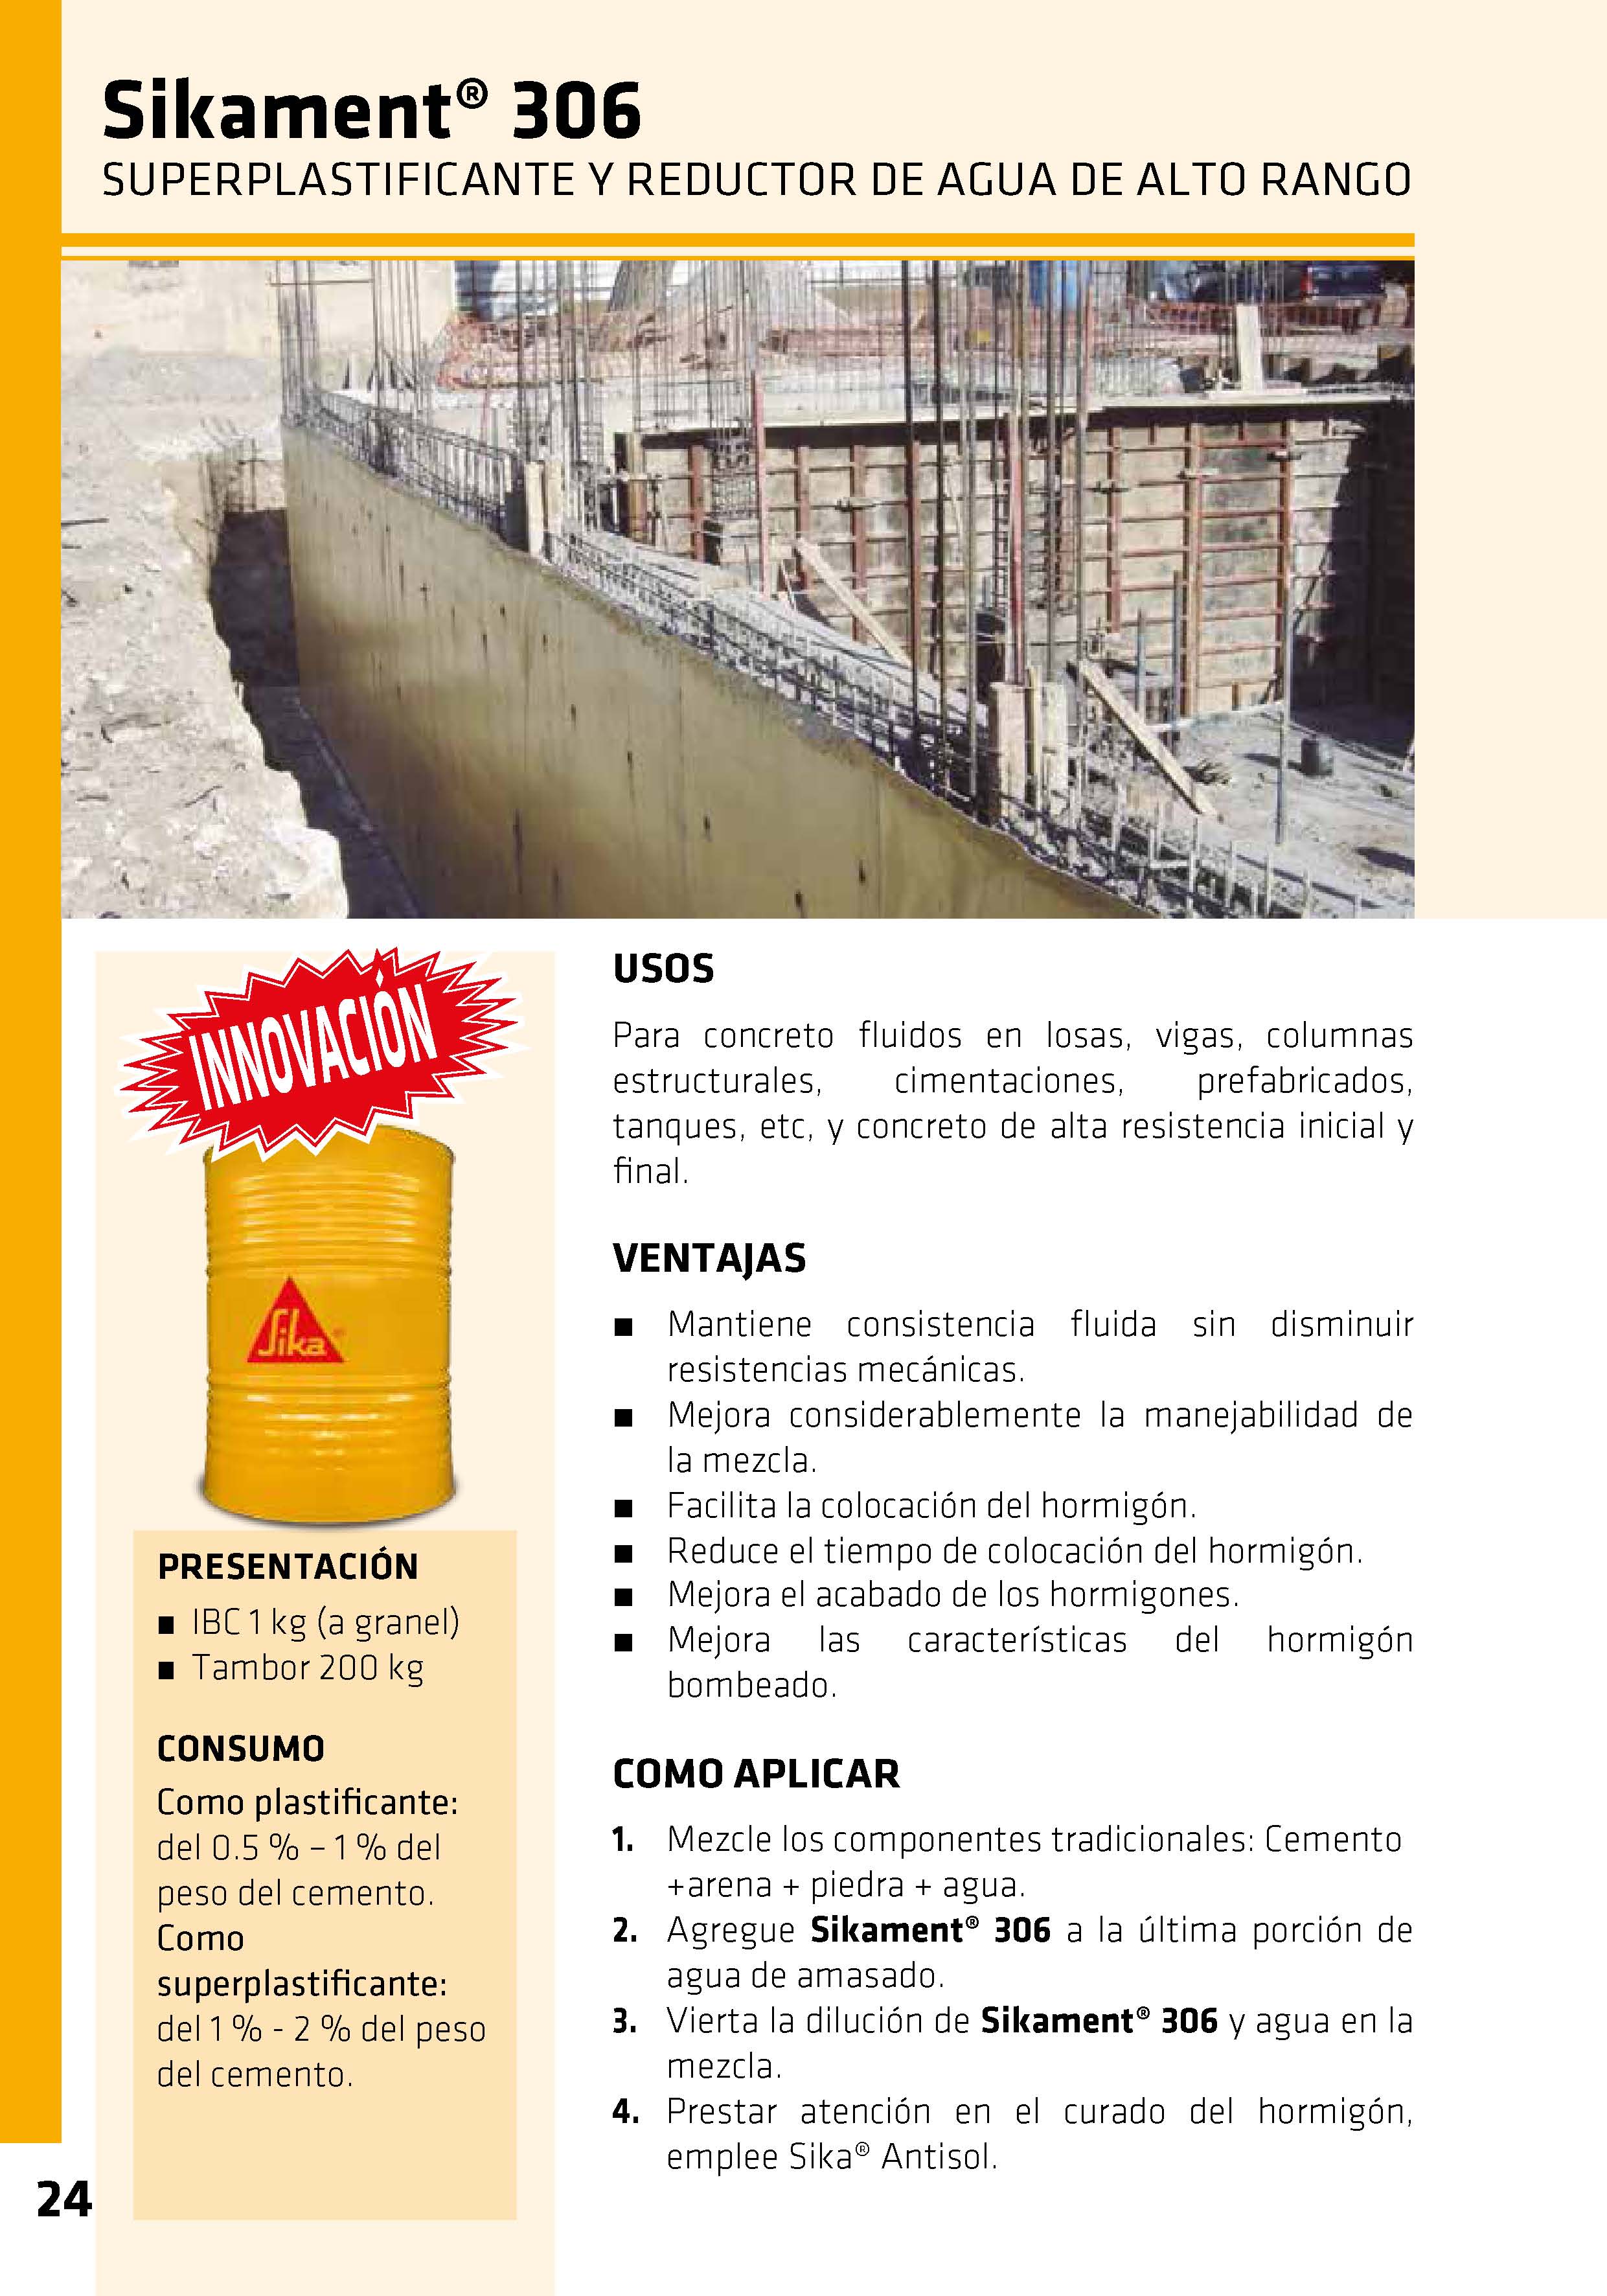 Sikament® 306
SUPERPLASTIFICANTE Y REDUCTOR DE AGUA DE ALTO RANGO
INNOVACIÓN
Sika®
PRESENTACIÓN
■ IBC 1 kg (a granel)
■ Tambor 200 kg
CONSUMO
Como plastificante:
del 0.5 % – 1 % del
peso del cemento.
Como
superplastificante:
del 1 % - 2 % del peso
del cemento.
USOS
Para concreto fluidos en losas, vigas, columnas
estructurales, cimentaciones, prefabricados,
tanques, etc, y concreto de alta resistencia inicial y
final.
VENTAJAS
■ Mantiene consistencia fluida sin disminuir
resistencias mecánicas.
■ Mejora considerablemente la manejabilidad de
la mezcla.
■ Facilita la colocación del hormigón.
■ Reduce el tiempo de colocación del hormigón.
■ Mejora el acabado de los hormigones.
■ Mejora las características del hormigón
bombeado.
COMO APLICAR
1. Mezcle los componentes tradicionales: Cemento
+arena + piedra + agua.
2. Agregue Sikament® 306 a la última porción de
agua de amasado.
3. Vierta la dilución de Sikament® 306 y agua en la
mezcla.
4. Prestar atención en el curado del hormigón,
emplee Sika® Antisol.
24